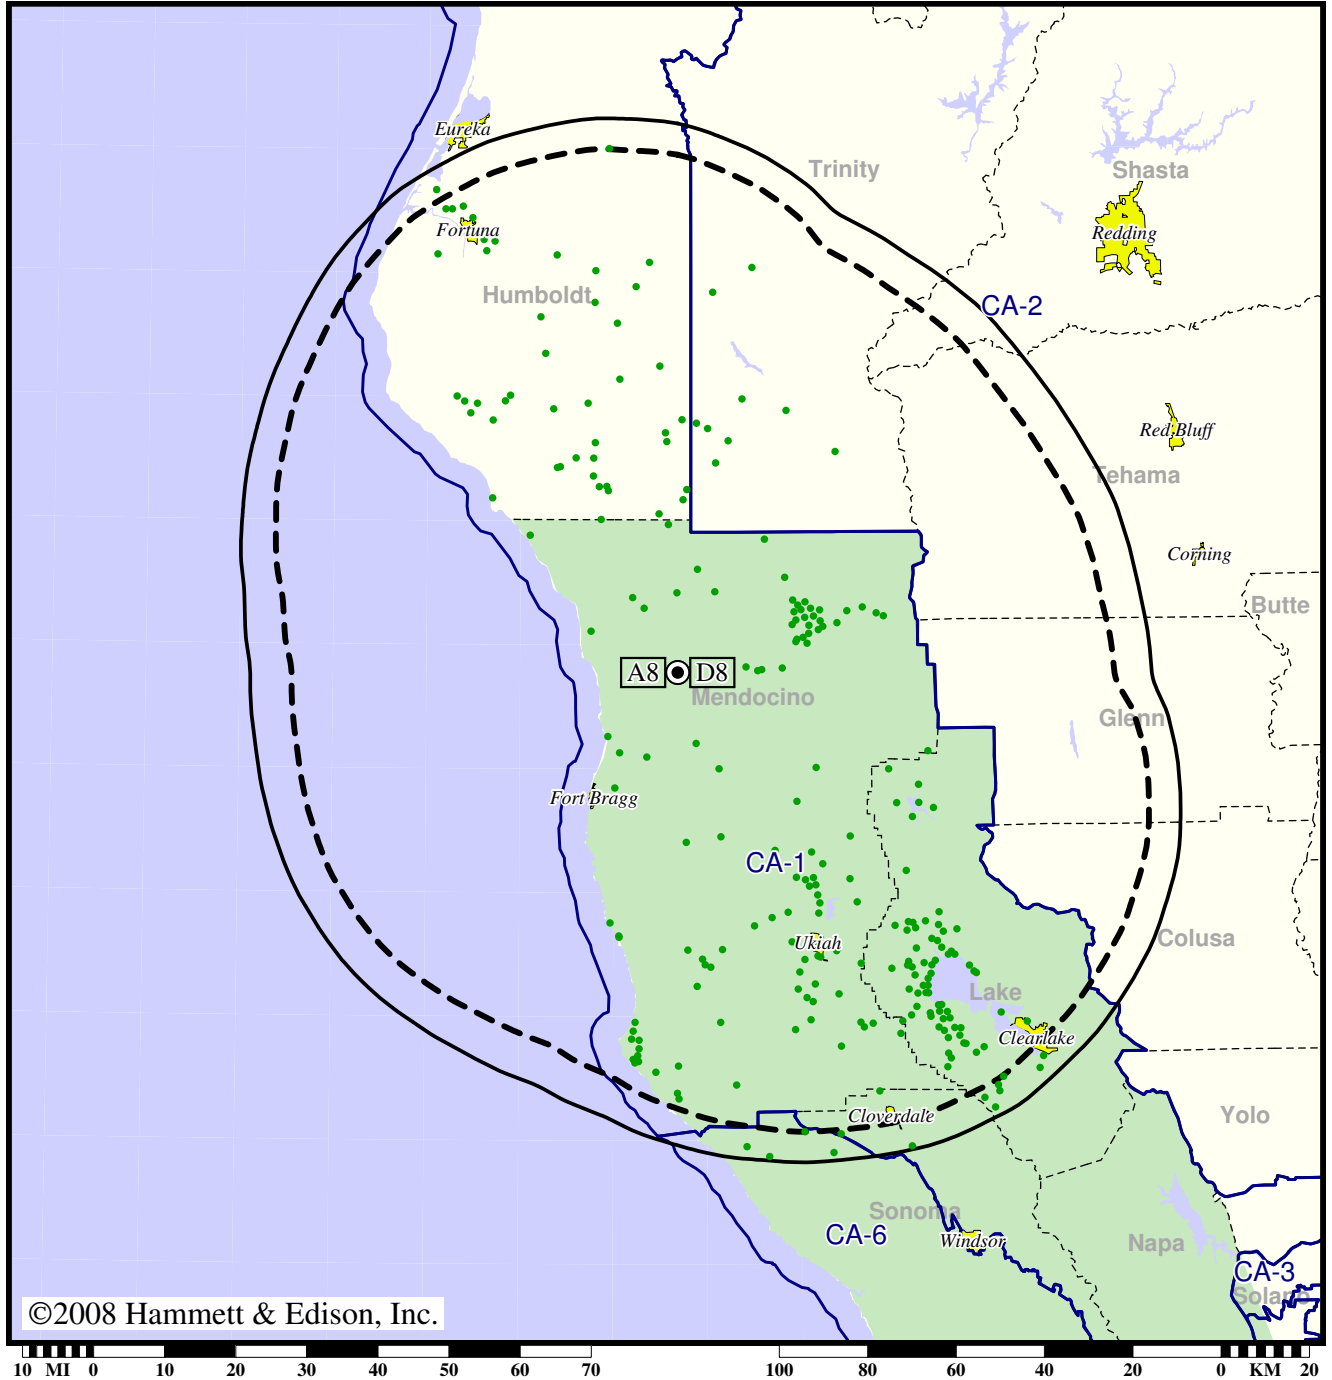 Eureka
Trinity
Shasta
Fortuna
Redding
Humboldt
CA-2
Red Bluff
Tehama
Corning
Butte
A8 D8
Mendocino
Glenn
Fort Bragg
CA-1
Ukiah
Colusa
Lake
Clearlake
Cloverdale
Yolo
Sonoma
CA-6
Windsor
Napa
CA-3
Solano
©2008 Hammett & Edison, Inc.
10 MI 0 10 20 30 40 50 60 70 100 80 60 40 20 0 KM 20